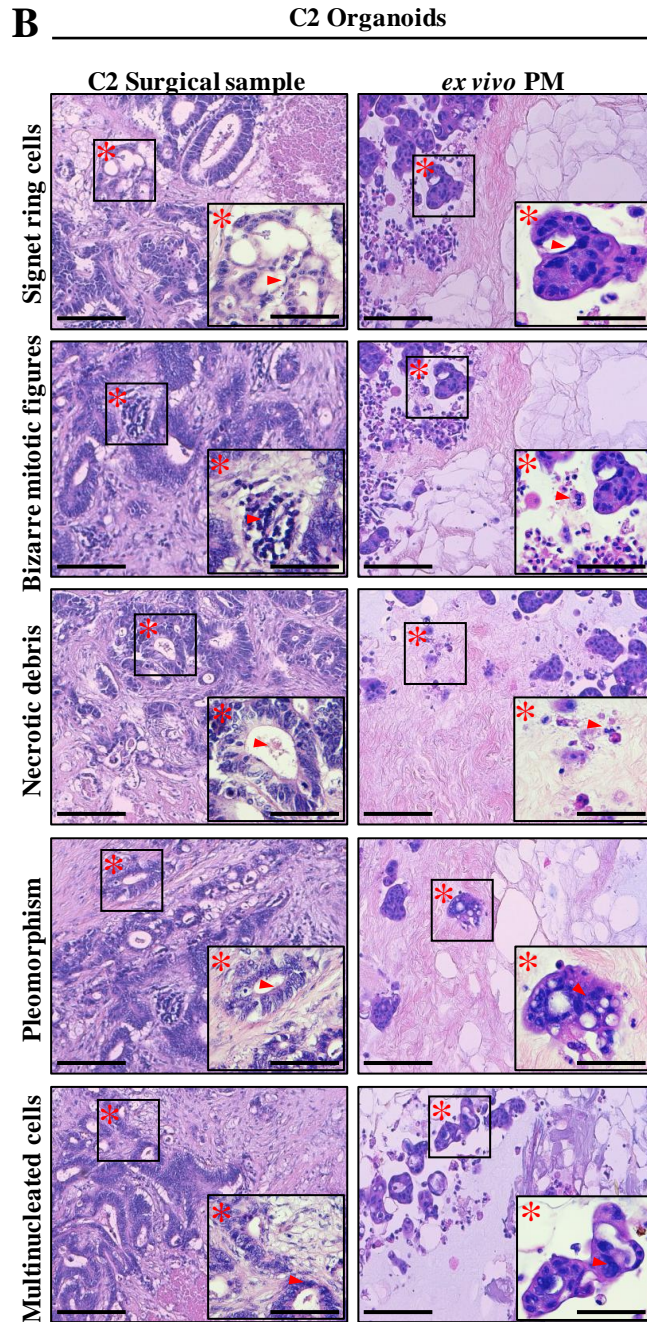 B
C2 Organoids
C2 Surgical sample
ex vivo PM
Signet ring cells
Bizarre mitotic figures
Necrotic debris
Pleomorphism
Multinucleated cells